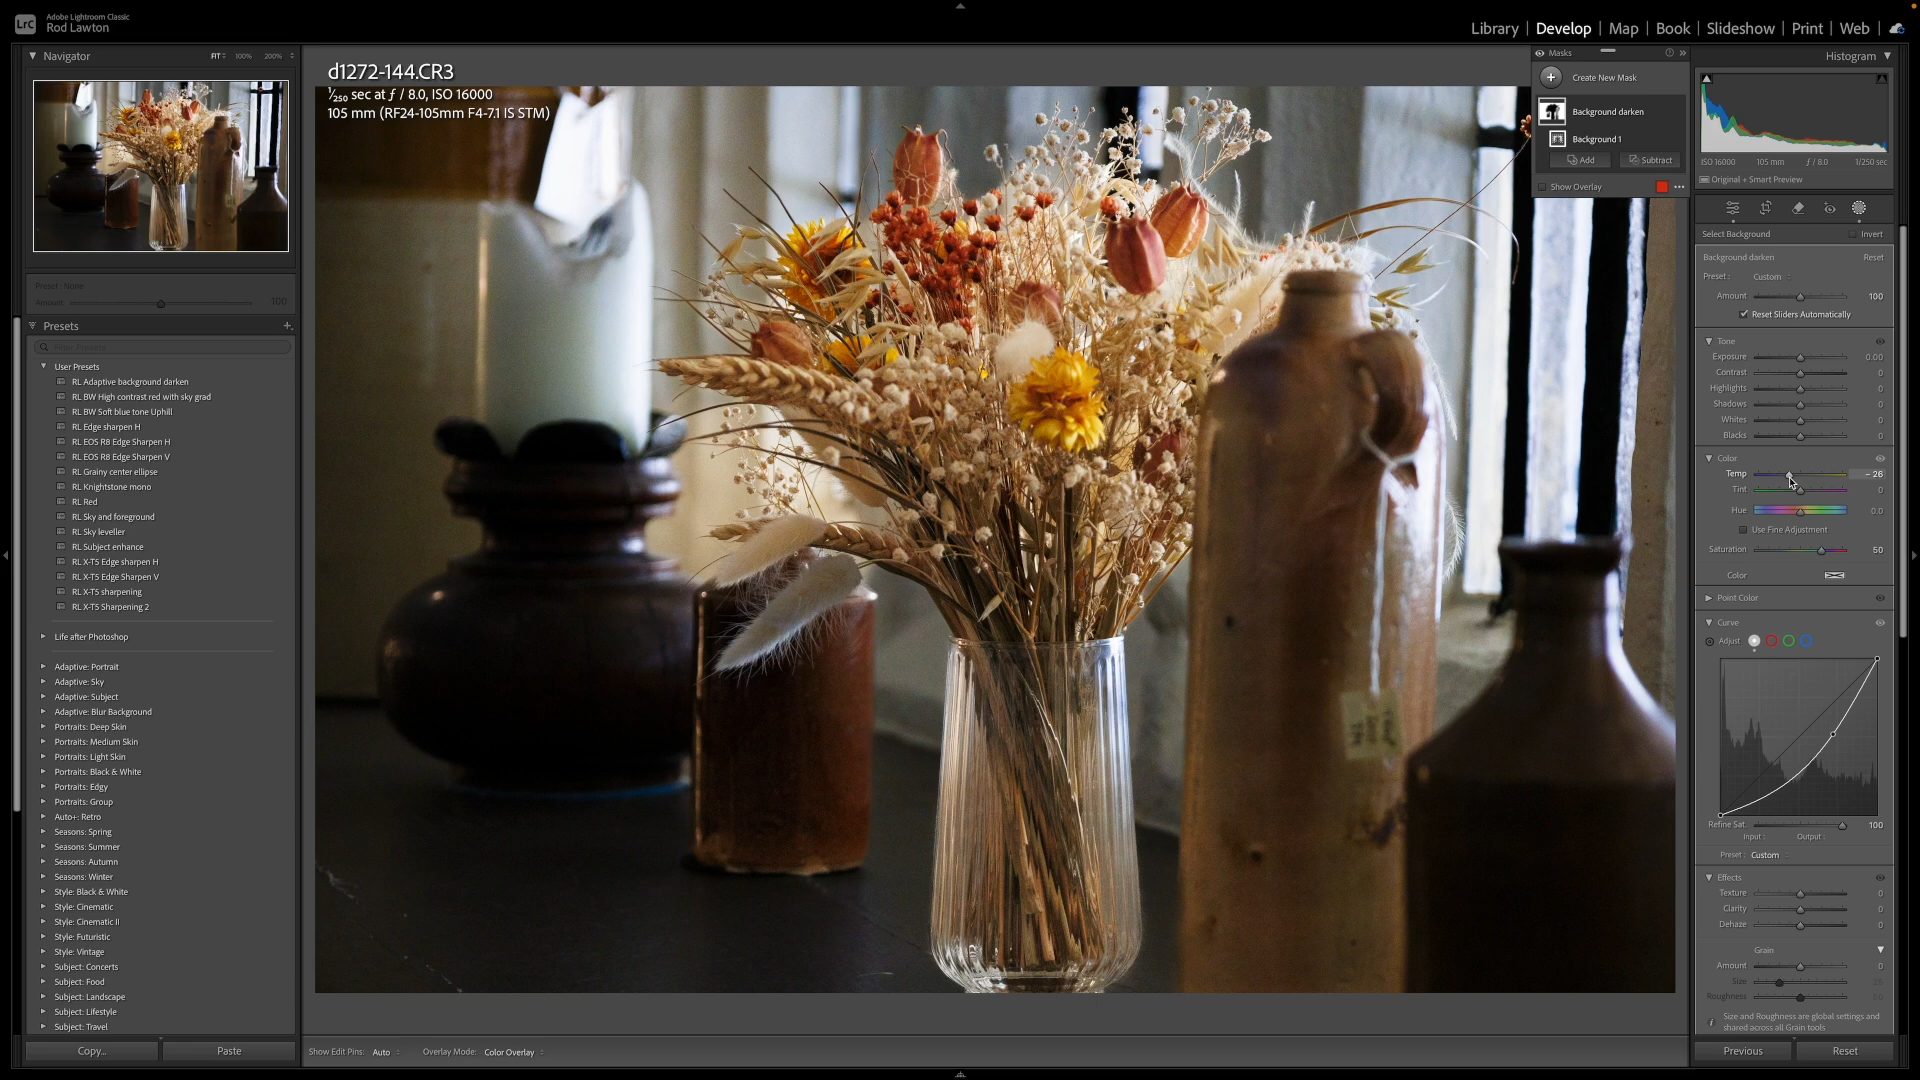 Lrc
Adobe Lightroom Classic
Rod Lawton
Library | Develop | Map | Book | Slideshow | Print | Web
Navigator FIT 100% 200%
Preset: None
Amount 100
Presets
Filter Presets
User Presets
RL Adaptive background darken
RL BW High contrast red with sky grad
RL BW Soft blue tone Uphill
RL Edge sharpen H
RL EOS R8 Edge Sharpen H
RL EOS R8 Edge Sharpen V
RL Grainy center ellipse
RL Knightstone mono
RL Red
RL Sky and foreground
RL Sky leveller
RL Subject enhance
RL X-T5 Edge sharpen H
RL X-T5 Edge Sharpen V
RL X-T5 sharpening
RL X-T5 Sharpening 2
Life after Photoshop
Adaptive: Portrait
Adaptive: Sky
Adaptive: Subject
Adaptive: Blur Background
Portraits: Deep Skin
Portraits: Medium Skin
Portraits: Light Skin
Portraits: Black & White
Portraits: Edgy
Portraits: Group
Auto+: Retro
Seasons: Spring
Seasons: Summer
Seasons: Autumn
Seasons: Winter
Style: Black & White
Style: Cinematic
Style: Cinematic II
Style: Futuristic
Style: Vintage
Subject: Concerts
Subject: Food
Subject: Landscape
Subject: Lifestyle
Subject: Travel
Copy... Paste
d1272-144.CR3
1/250 sec at ƒ / 8.0, ISO 16000
105 mm (RF24-105mm F4-7.1 IS STM)
Show Edit Pins: Auto Overlay Mode: Color Overlay
Masks
Create New Mask
Background darken
Background 1
Add Subtract
Show Overlay
Histogram
ISO 16000 105 mm ƒ / 8.0 1/250 sec
Original + Smart Preview
Select Background Invert
Background darken Reset
Preset: Custom
Amount 100
Reset Sliders Automatically
Tone
Exposure 0.00
Contrast 0
Highlights 0
Shadows 0
Whites 0
Blacks 0
Color
Temp – 26
Tint 0
Hue 0.0
Use Fine Adjustment
Saturation 50
Color
Point Color
Curve
Adjust
Refine Sat. 100
Input : Output :
Preset : Custom
Effects
Texture 0
Clarity 0
Dehaze 0
Grain
Amount 0
Size
Roughness
Size and Roughness are global settings and
shared across all Grain tools
Previous Reset